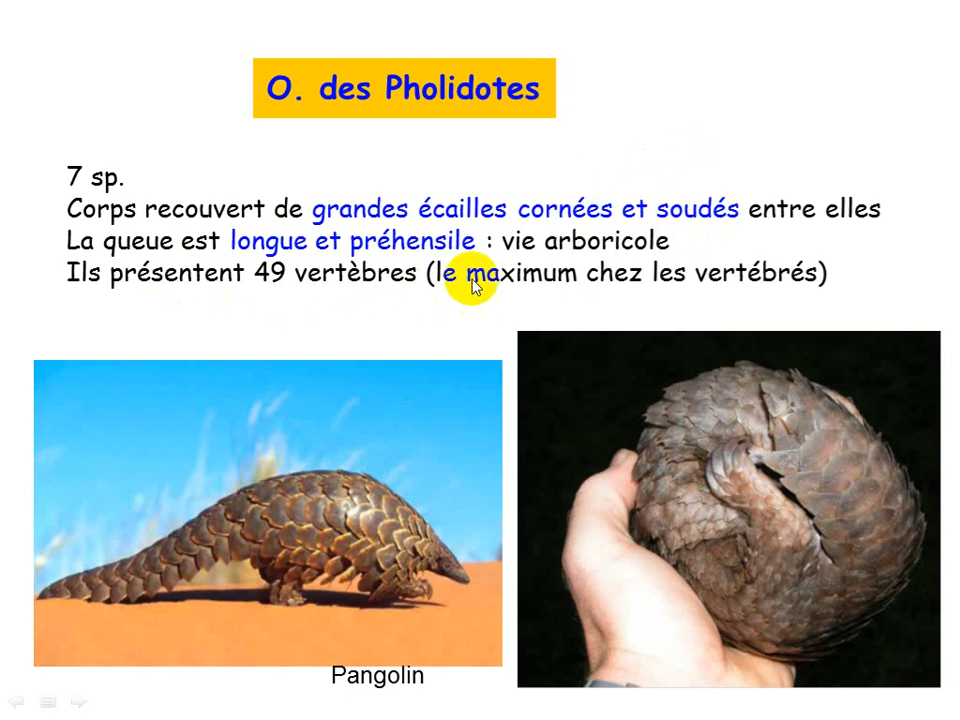 O. des Pholidotes
7 sp.
Corps recouvert de grandes écailles cornées et soudés entre elles
La queue est longue et préhensile : vie arboricole
Ils présentent 49 vertèbres (le maximum chez les vertébrés)
Pangolin